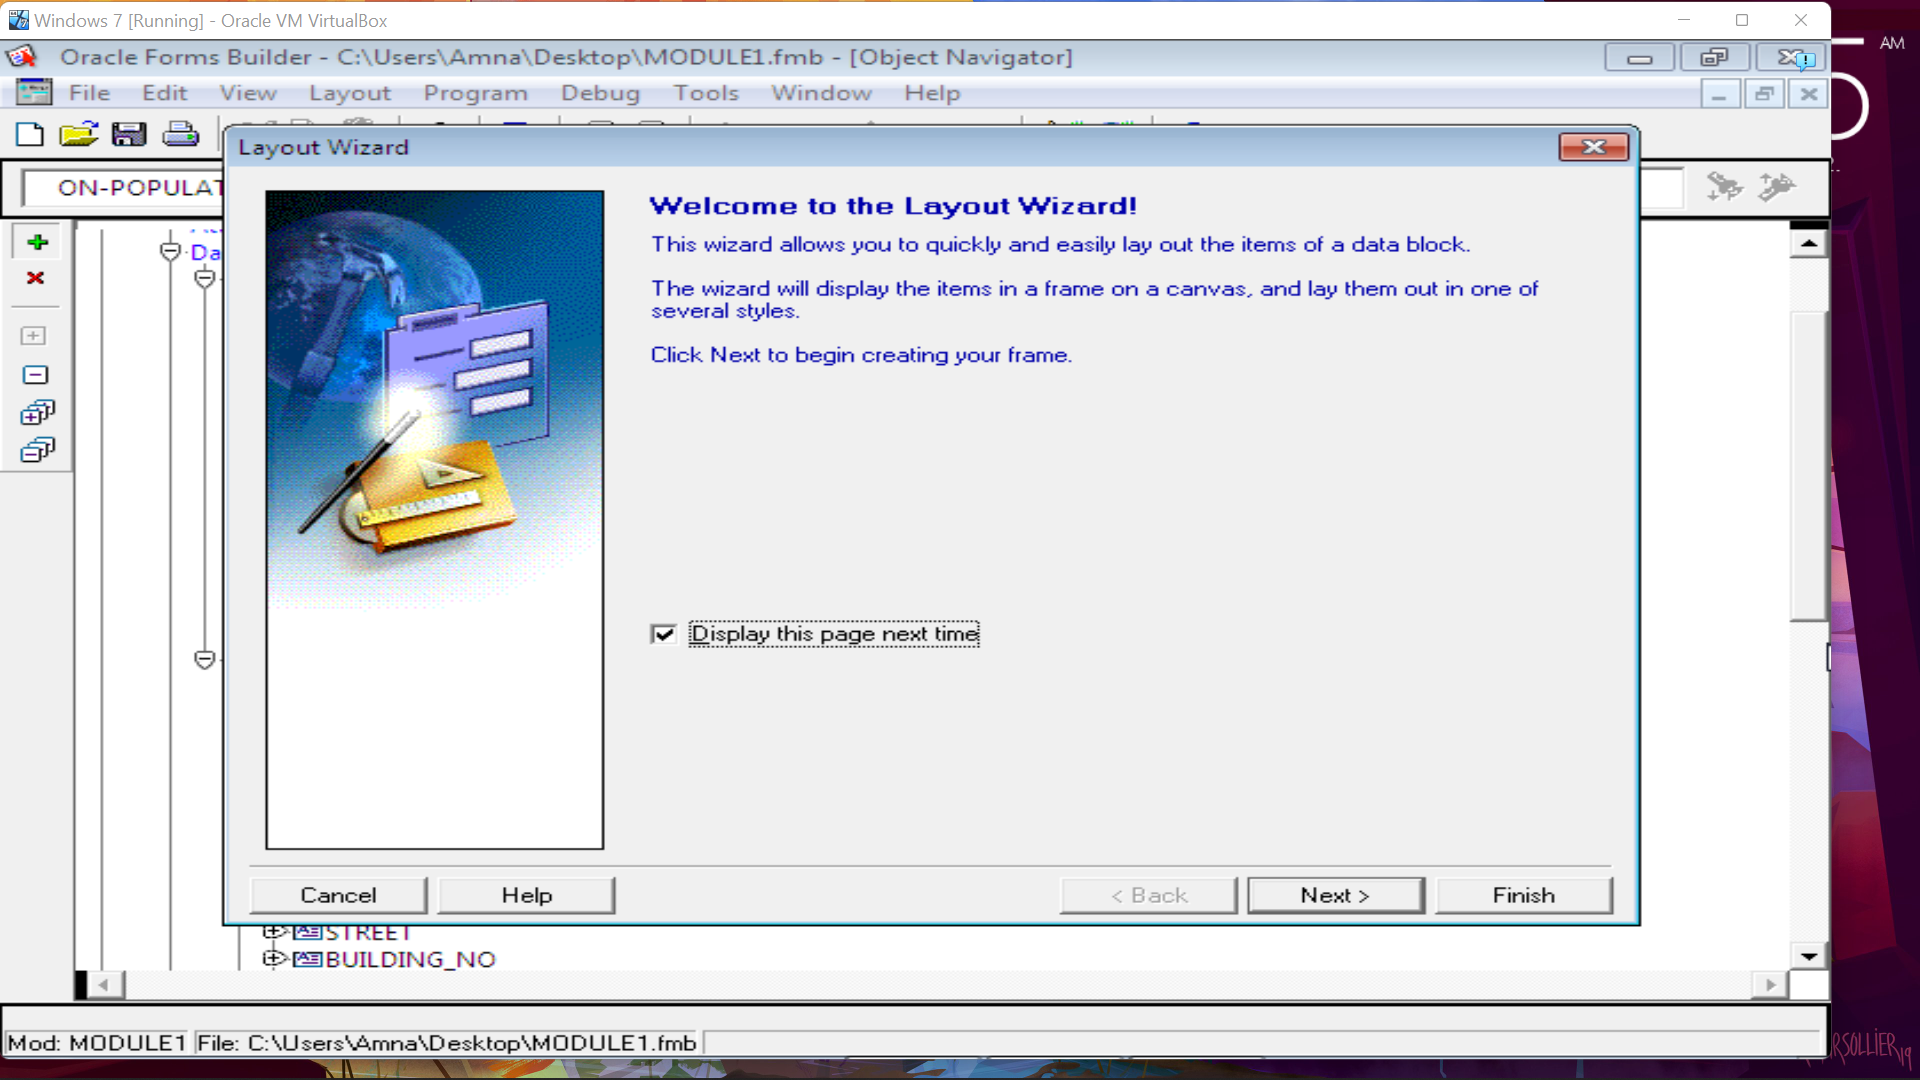 Windows 7 [Running] - Oracle VM VirtualBox
AM
Oracle Forms Builder - C:\Users\Amna\Desktop\MODULE1.fmb - [Object Navigator]
File Edit View Layout Program Debug Tools Window Help
Layout Wizard
ON-POPULAT
Welcome to the Layout Wizard!
This wizard allows you to quickly and easily lay out the items of a data block.
Da
The wizard will display the items in a frame on a canvas, and lay them out in one of
several styles.
Click Next to begin creating your frame.
Display this page next time
Cancel Help < Back Next > Finish
STREET
BUILDING_NO
Mod: MODULE1 File: C:\Users\Amna\Desktop\MODULE1.fmb